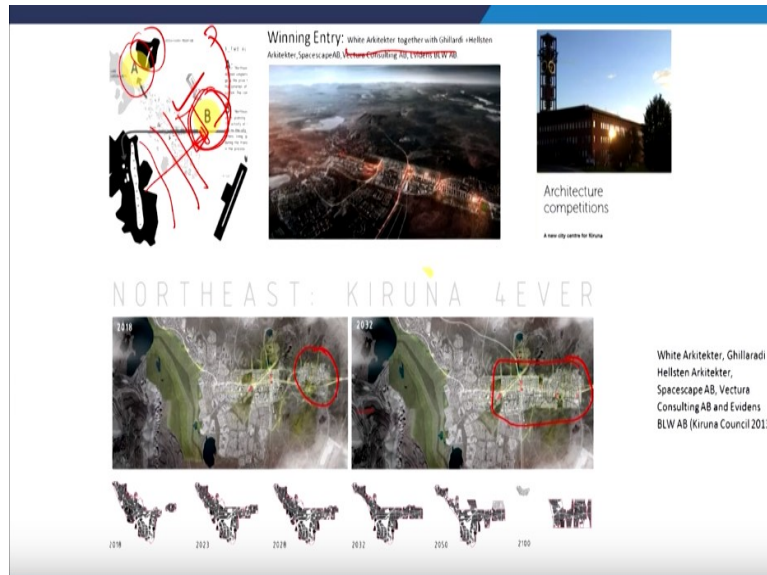 A
B
Winning Entry: White Arkitekter together with Ghillardi +Hellsten
Arkitekter,SpacescapeAB,Vectura Consulting AB, Evidens BLW AB
Architecture
competitions
A new city centre for Kiruna
NORTHEAST: KIRUNA 4EVER
2018
2032
White Arkitekter, Ghillaradi
Hellsten Arkitekter,
Spacescape AB, Vectura
Consulting AB and Evidens
BLW AB (Kiruna Council 2013
2018
2023
2028
2032
2050
2100